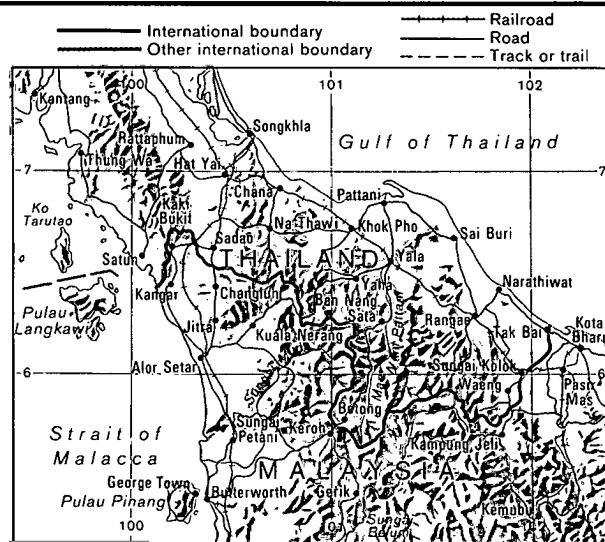 International boundary
Other international boundary
Railroad
Road
Track or trail
100
101
102
Kantang
Songkhla
Gulf of Thailand
Rattaphum
Thung Wa
Hat Yai
7
7
Chana
Pattani
Kaki
Bukit
Ko
Tarutao
Na Thawi
Khok Pho
Sai Buri
Sadao
THAILAND
Satun
Yala
Kangar
Changlun
Yaha
Narathiwat
Pulau
Langkawi
Ban Nang
Sata
Rangae
Tak Bai
Kota
Bharu
Jitra
Kuala Nerang
Alor Setar
6
6
Sungai Kolok
Waeng
Pasir
Mas
Betong
Sungai
Petani
Keroh
Strait of
Malacca
Kampung Jeli
MALAYSIA
George Town
Pulau Pinang
Butterworth
Gerik
Kemubu
100
101
102